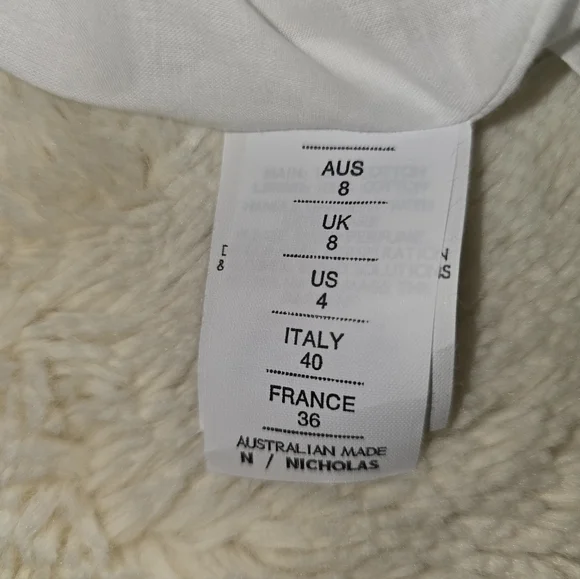 AUS
8
UK
8
US
4
ITALY
40
FRANCE
36
AUSTRALIAN MADE
N / NICHOLAS